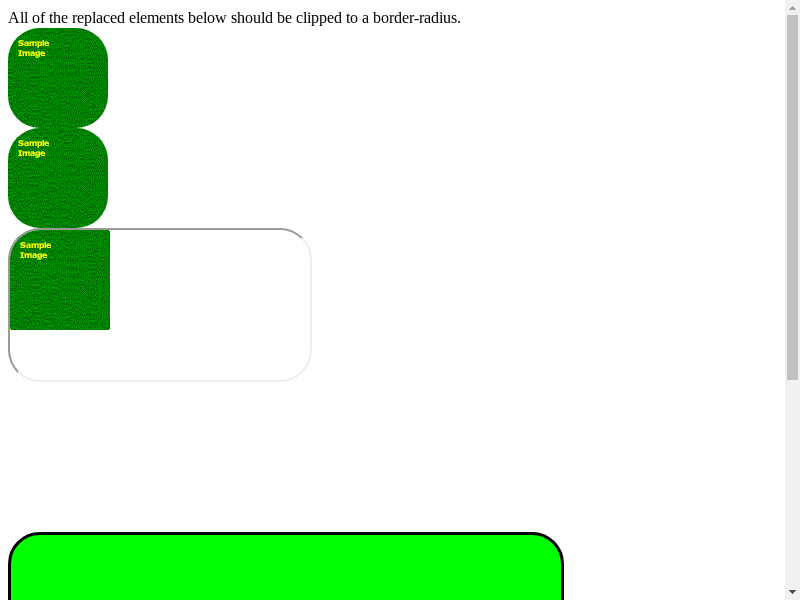 All of the replaced elements below should be clipped to a border-radius.
Sample
Image
Sample
Image
Sample
Image